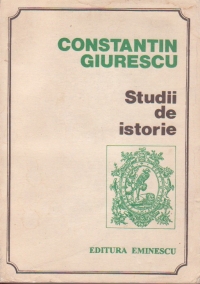 CONSTANTIN
GIURESCU
Studii
de
istorie
EDITURA EMINESCU